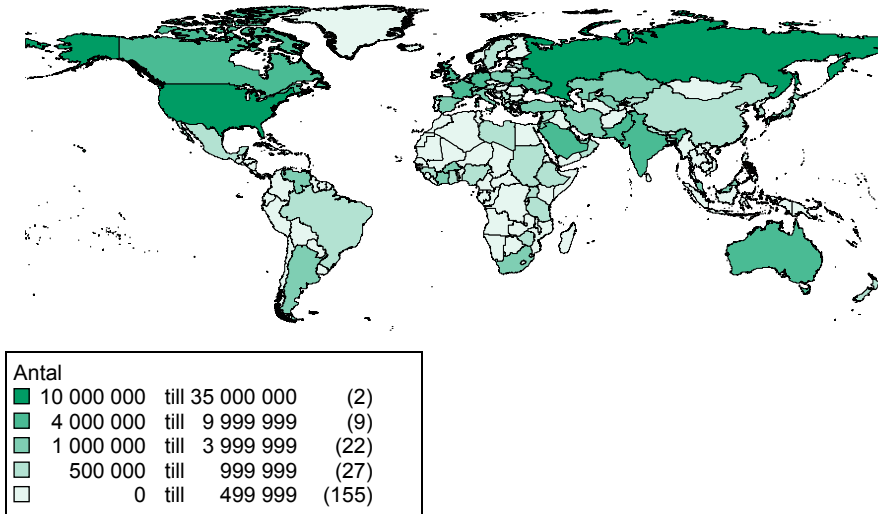 Antal
10 000 000 till 35 000 000 (2)
4 000 000 till 9 999 999 (9)
1 000 000 till 3 999 999 (22)
500 000 till 999 999 (27)
0 till 499 999 (155)